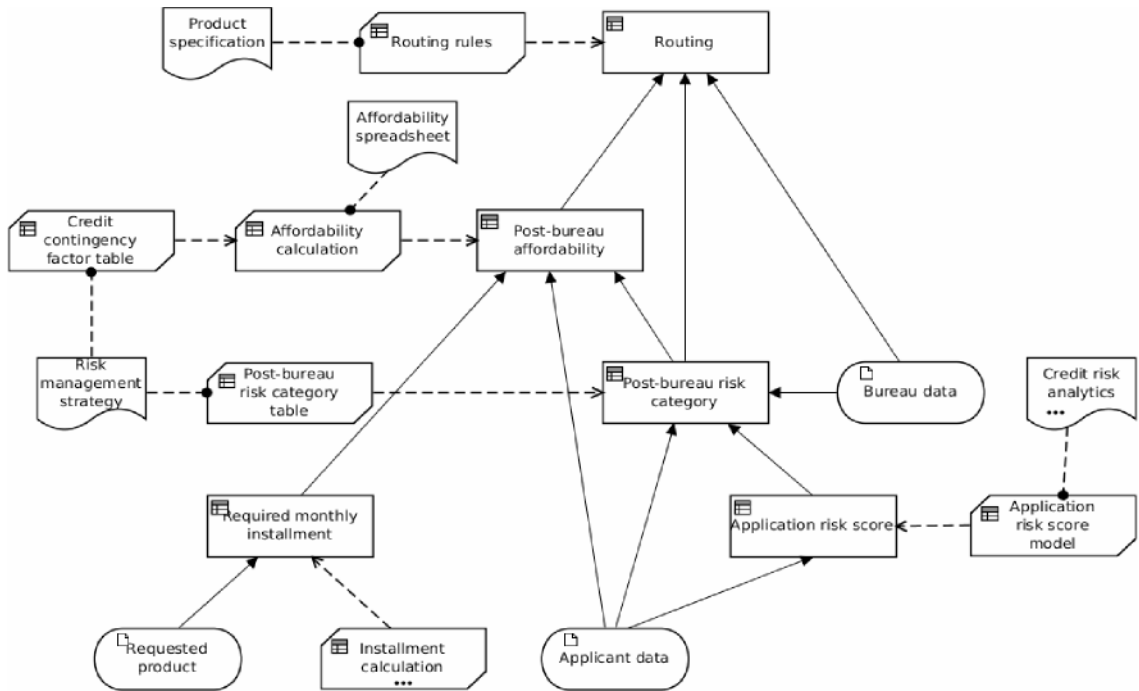 Product
specification
Routing rules
Routing
Affordability
spreadsheet
Credit
contingency
factor table
Affordability
calculation
Post-bureau
affordability
Risk
management
strategy
Post-bureau
risk category
table
Post-bureau risk
category
Bureau data
Credit risk
analytics
...
Required monthly
installment
Application risk score
Application
risk score
model
Requested
product
Installment
calculation
...
Applicant data